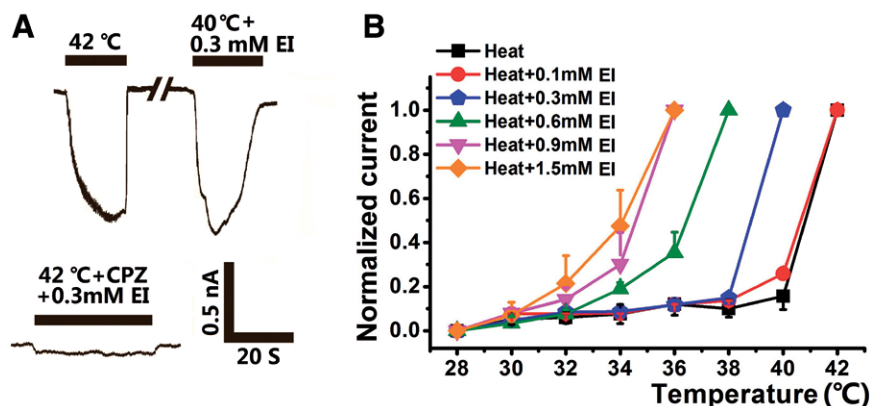 A
42 ℃
40℃+
0.3 mM EI
42 ℃+CPZ
+0.3mM EI
0.5 nA
20 S
B
Heat
Heat+0.1mM EI
Heat+0.3mM EI
Heat+0.6mM EI
Heat+0.9mM EI
Heat+1.5mM EI
Normalized current
1.0
0.8
0.6
0.4
0.2
0.0
28 30 32 34 36 38 40 42
Temperature (℃)